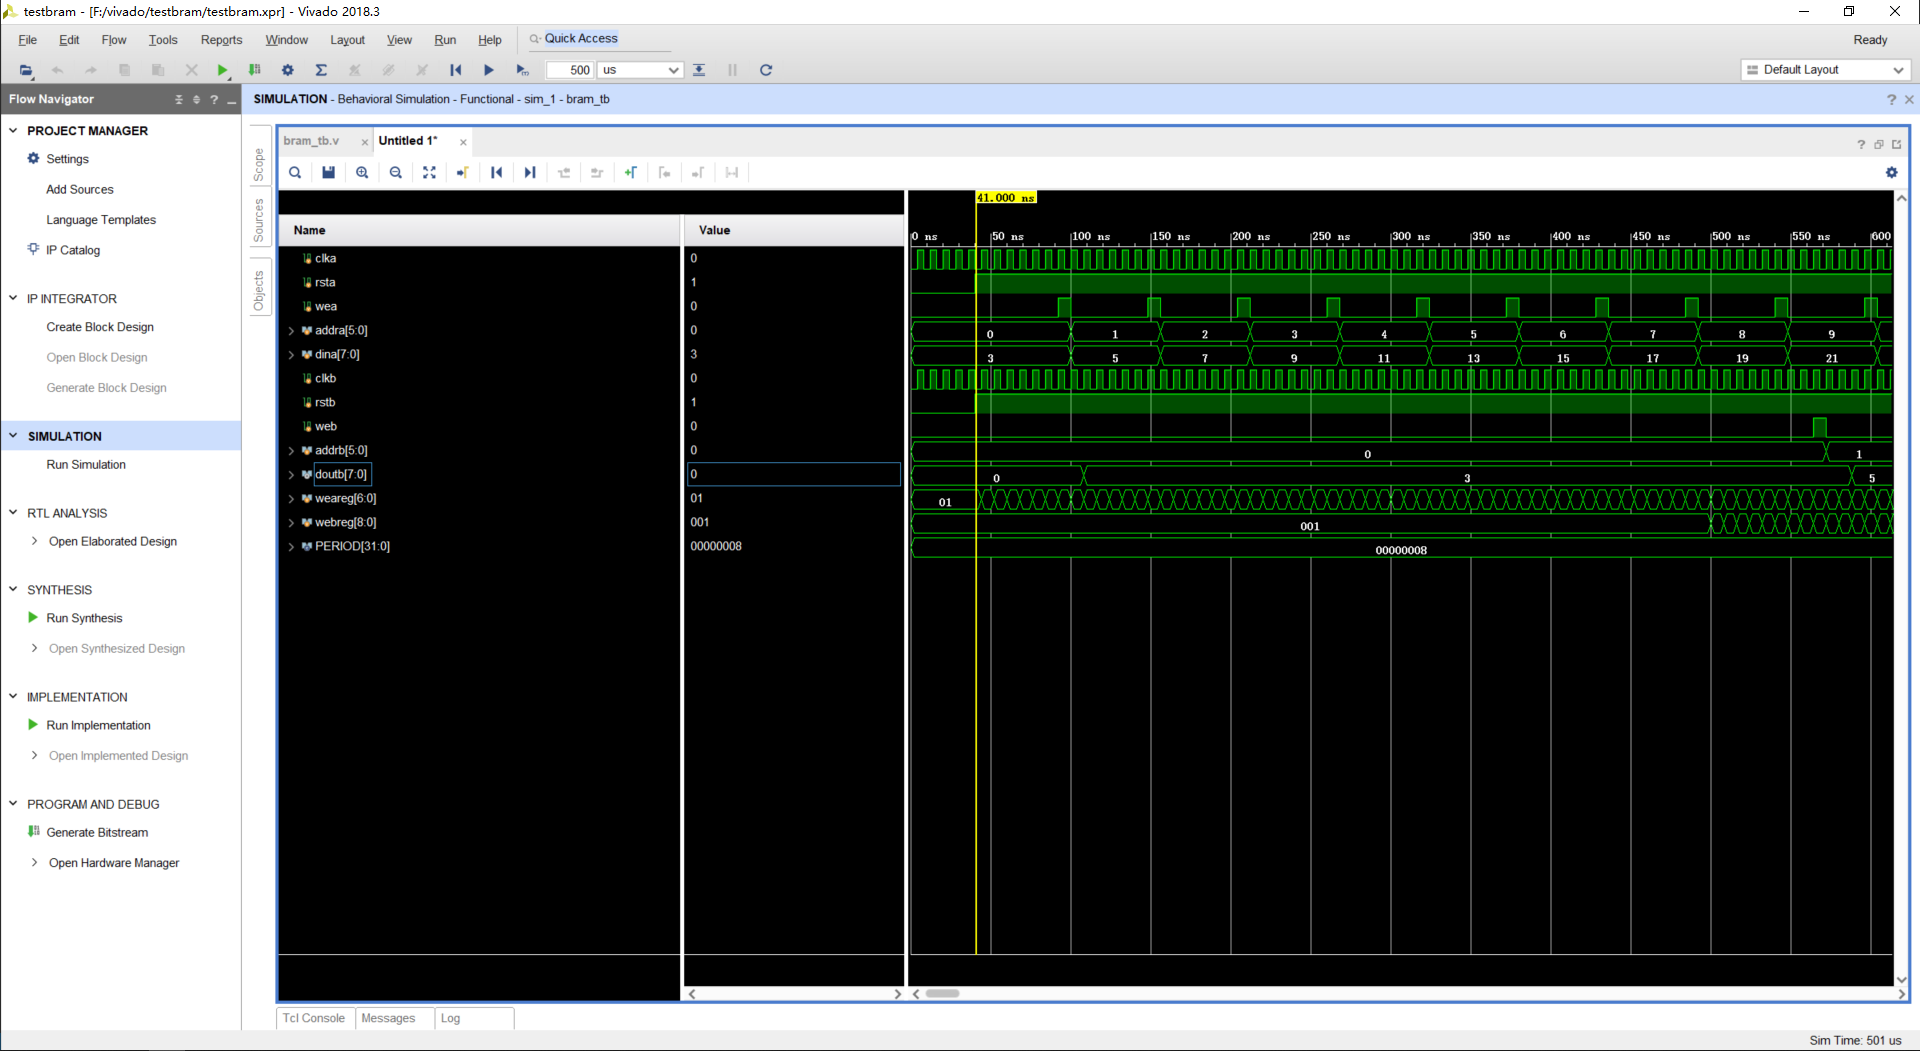 testbram - [F:/vivado/testbram/testbram.xpr] - Vivado 2018.3
File Edit Flow Tools Reports Window Layout View Run Help Quick Access Ready
500 us Default Layout
Flow Navigator ? SIMULATION - Behavioral Simulation - Functional - sim_1 - bram_tb ?
PROJECT MANAGER
Settings
Add Sources
Language Templates
IP Catalog
IP INTEGRATOR
Create Block Design
Open Block Design
Generate Block Design
SIMULATION
Run Simulation
RTL ANALYSIS
Open Elaborated Design
SYNTHESIS
Run Synthesis
Open Synthesized Design
IMPLEMENTATION
Run Implementation
Open Implemented Design
PROGRAM AND DEBUG
Generate Bitstream
Open Hardware Manager
Scope
Sources
Objects
bram_tb.v Untitled 1* ?
41.000 ns
Name Value
0 ns 50 ns 100 ns 150 ns 200 ns 250 ns 300 ns 350 ns 400 ns 450 ns 500 ns 550 ns 600
clka 0
rsta 1
wea 0
addra[5:0] 0 0 1 2 3 4 5 6 7 8 9
dina[7:0] 3 3 5 7 9 11 13 15 17 19 21
clkb 0
rstb 1
web 0
addrb[5:0] 0 0 1
doutb[7:0] 0 0 3 5
weareg[6:0] 01 01
webreg[8:0] 001 001
PERIOD[31:0] 00000008 00000008
Tcl Console Messages Log
Sim Time: 501 us